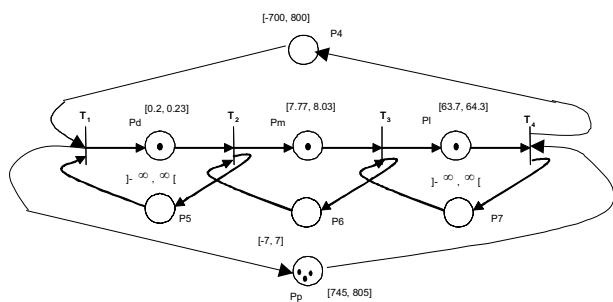 [-700, 800]
P4
T1 [0.2, 0.23] T2 [7.77, 8.03] T3 [63.7, 64.3] T4
Pd Pm Pl
]- ∞ , ∞ [ ]- ∞ , ∞ [
P5 P6 P7
[-7, 7]
[745, 805]
Pp